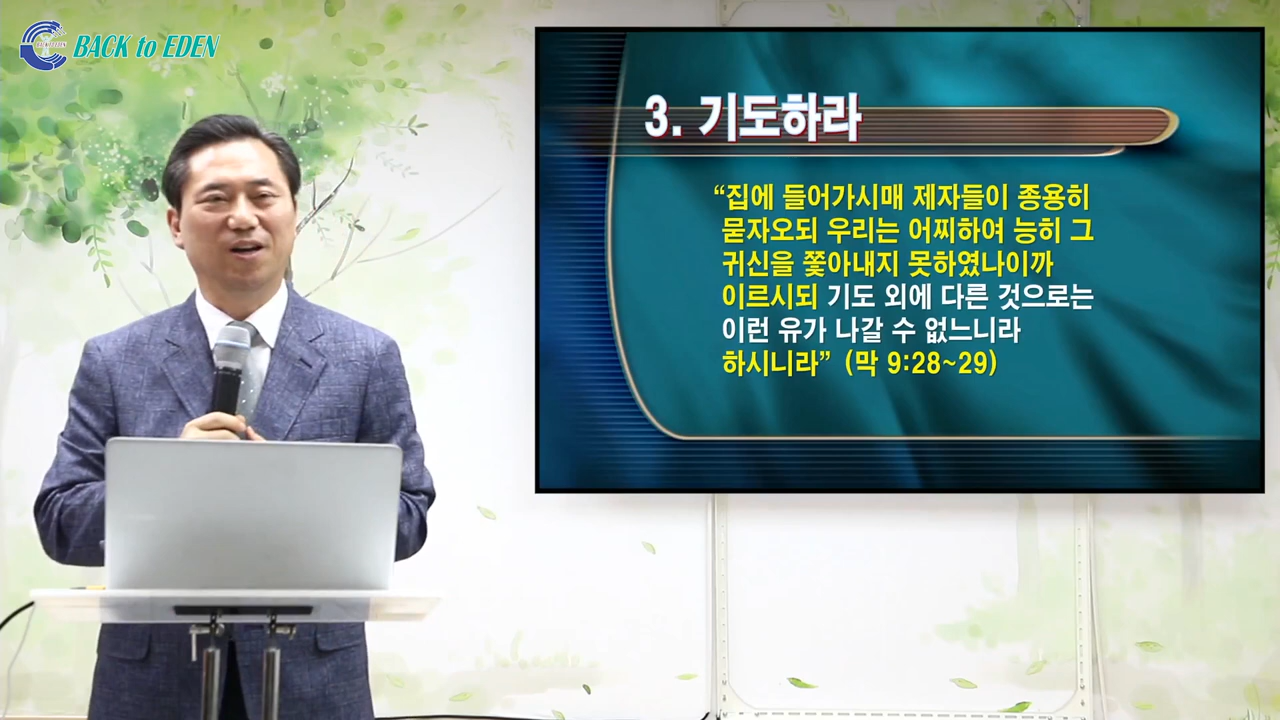 BACK to EDEN
3. 기도하라
“집에 들어가시매 제자들이 종용히
묻자오되 우리는 어찌하여 능히 그
귀신을 쫓아내지 못하였나이까
이르시되 기도 외에 다른 것으로는
이런 유가 나갈 수 없느니라
하시니라” (막 9:28~29)